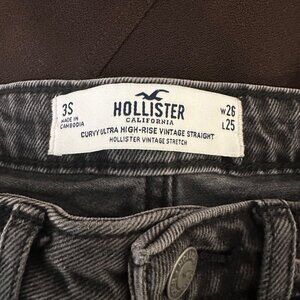 3S
MADE IN
CAMBODIA
HOLLISTER
CALIFORNIA
W26
L25
CURVY ULTRA HIGH-RISE VINTAGE STRAIGHT
HOLLISTER VINTAGE STRETCH